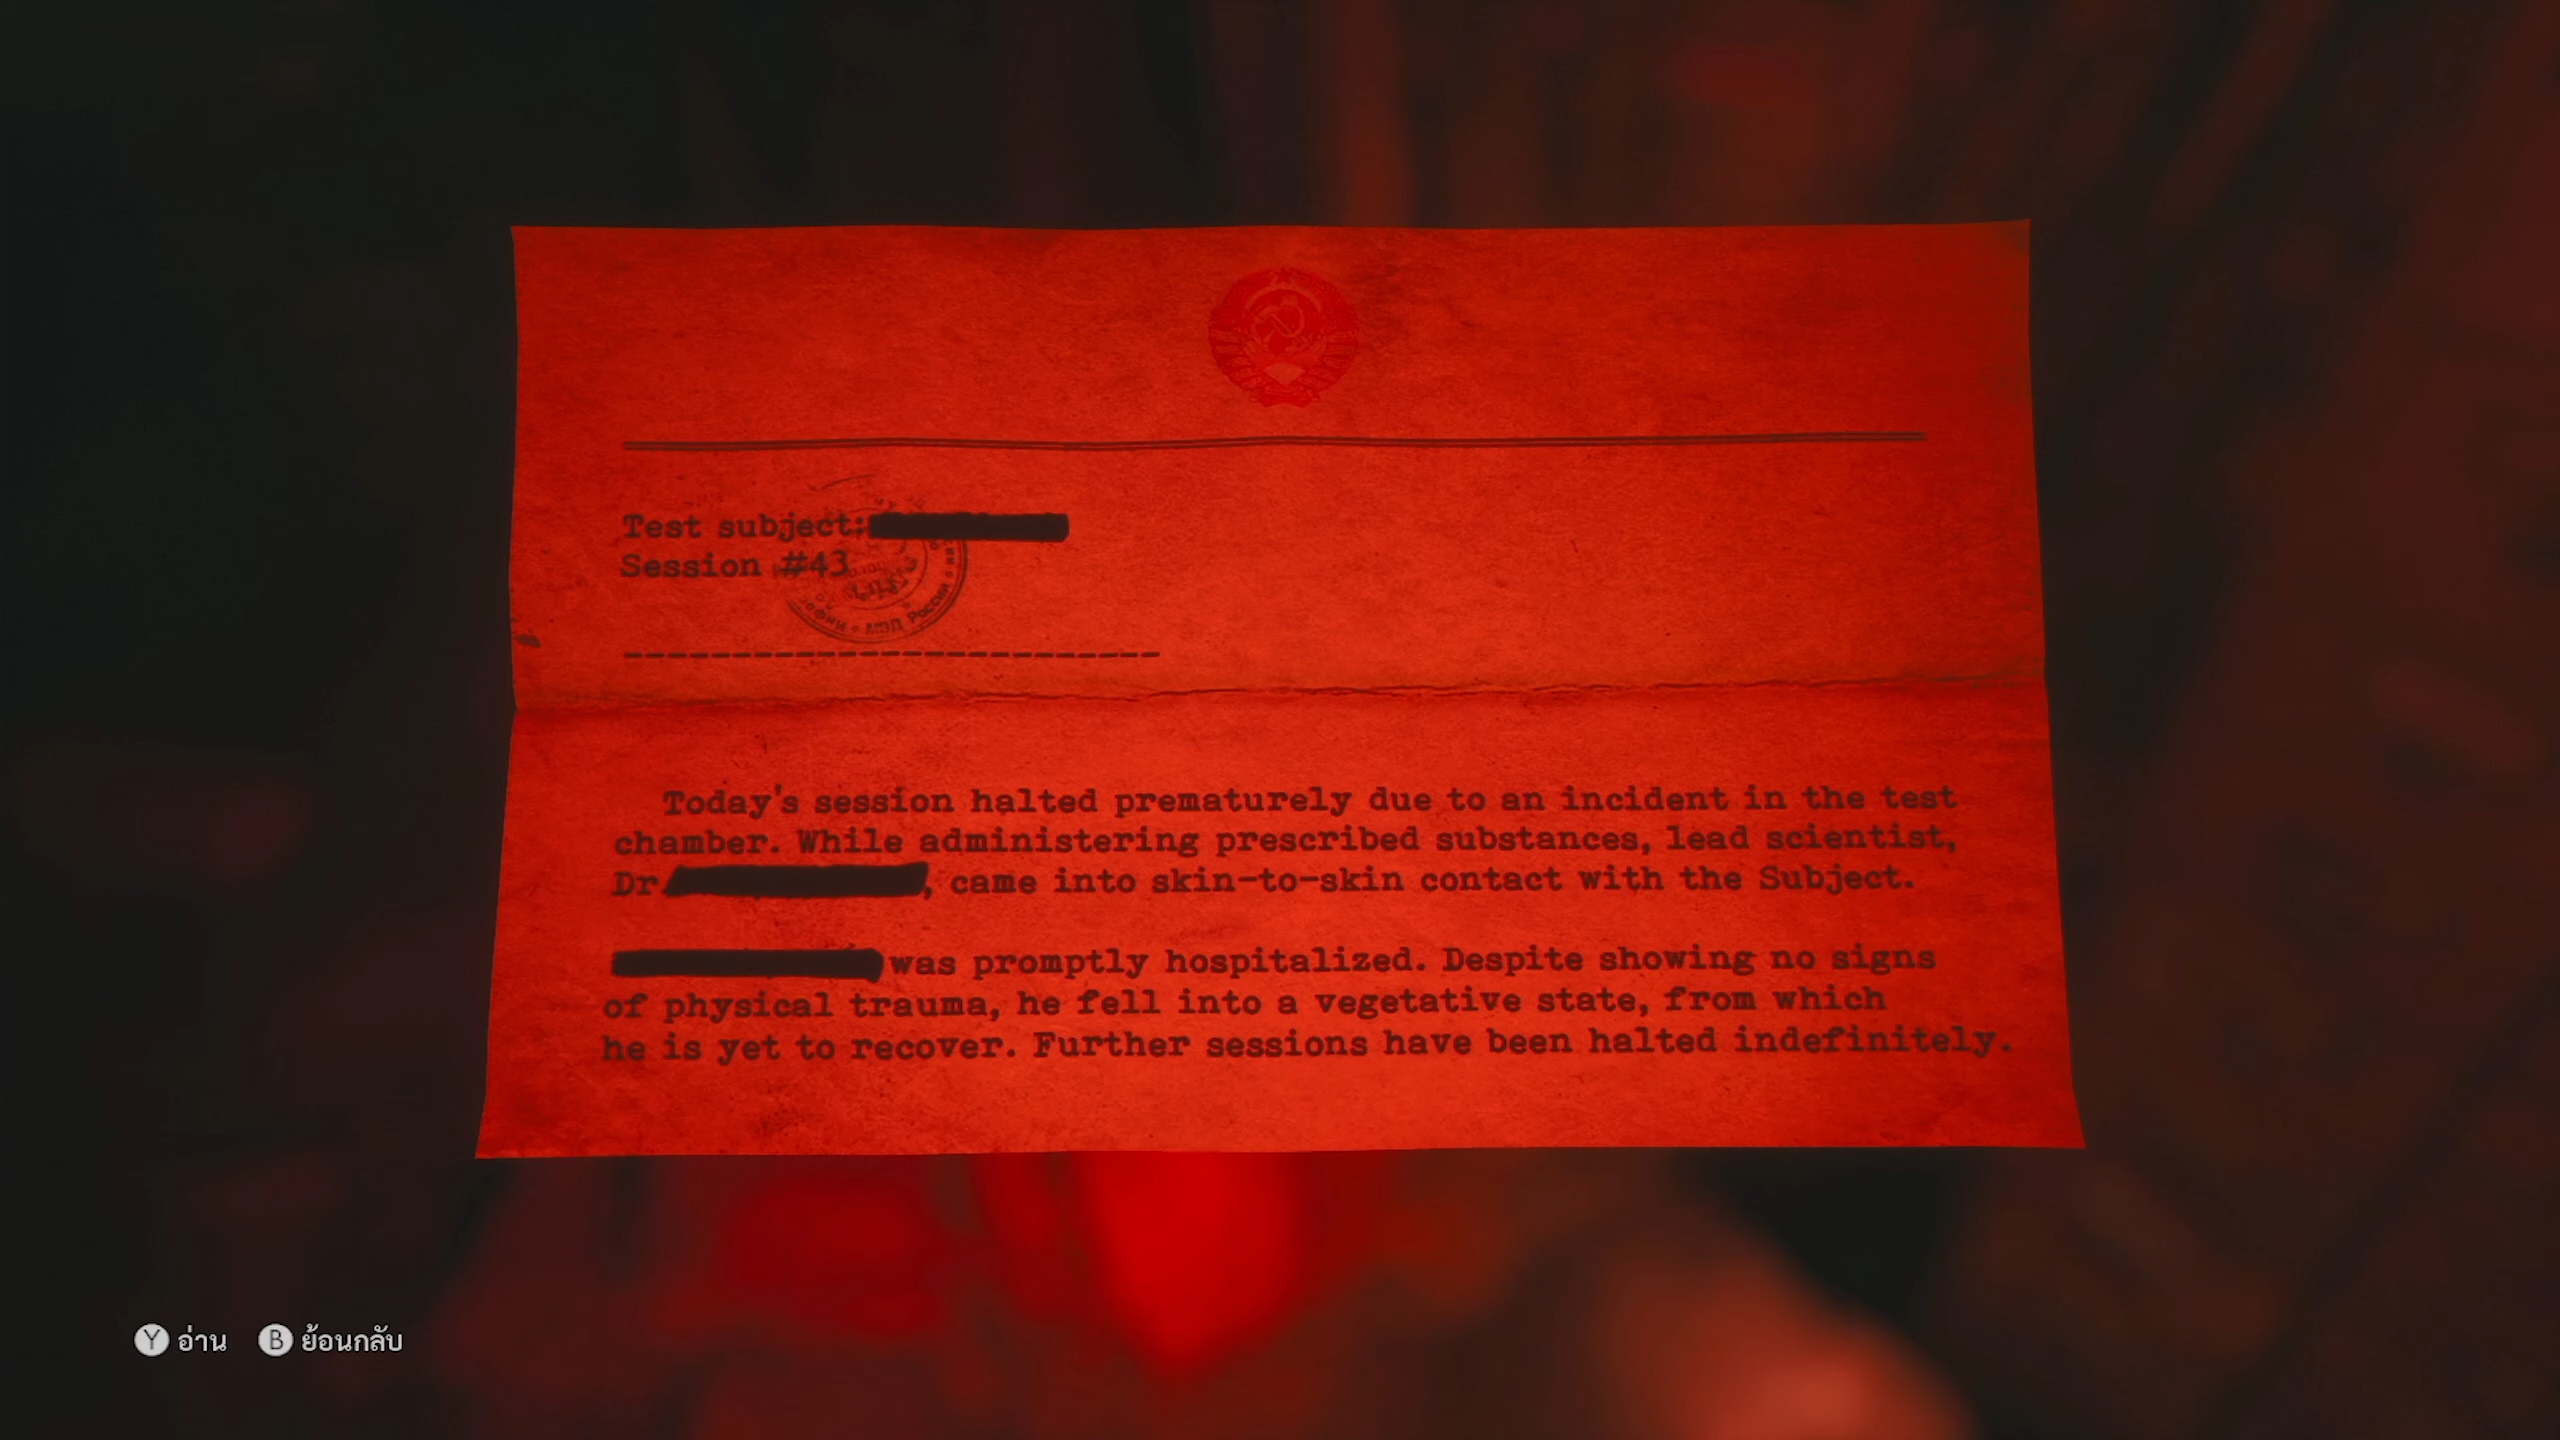 Test subject:
Session #43
МЭД России
Today's session halted prematurely due to an incident in the test
chamber. While administering prescribed substances, lead scientist,
Dr , came into skin-to-skin contact with the Subject.
was promptly hospitalized. Despite showing no signs
of physical trauma, he fell into a vegetative state, from which
he is yet to recover. Further sessions have been halted indefinitely.
Y อ่าน B ย้อนกลับ